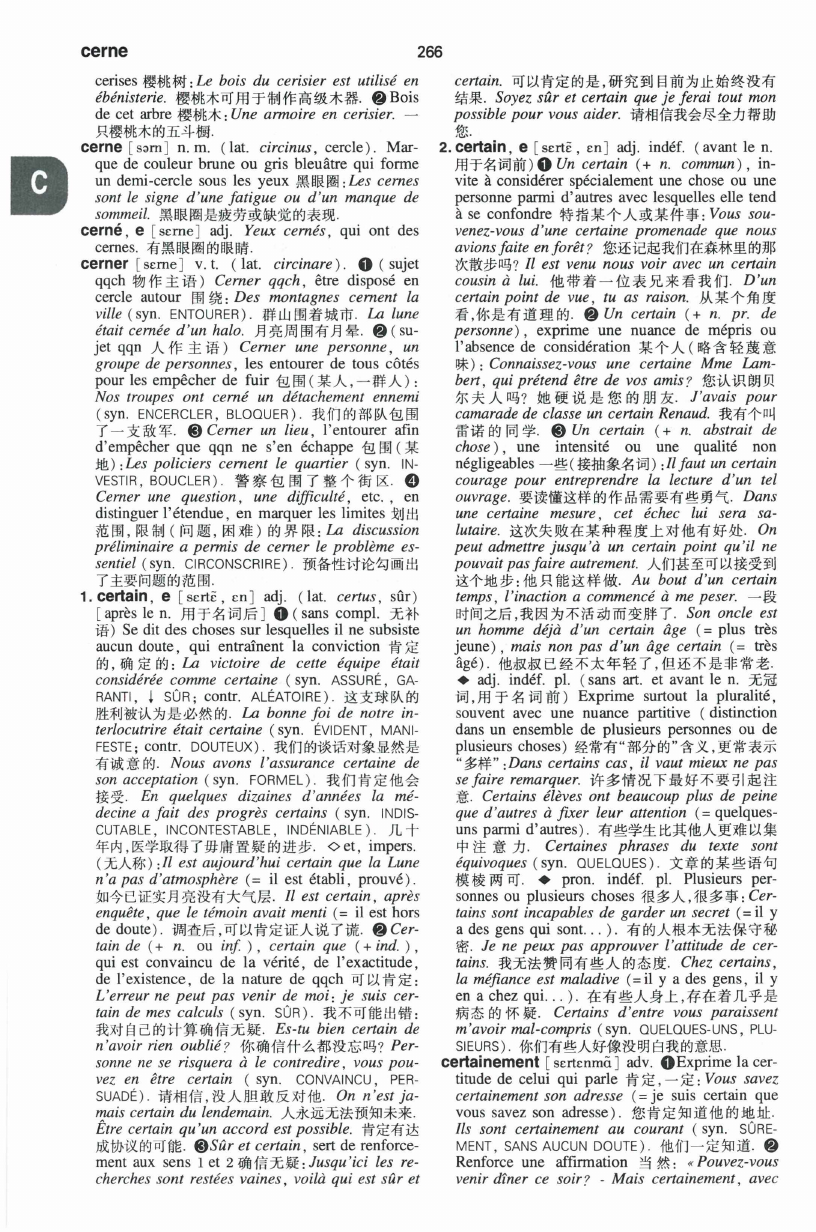 cerne
266
C
cerises 樱桃树:Le bois du cerisier est utilisé en
ébénisterie. 樱桃木可用于制作高级木器. ❷ Bois
de cet arbre 樱桃木:Une armoire en cerisier. 一
只樱桃木的五斗橱.
cerne [sɔrn] n. m. (lat. circinus, cercle). Mar-
que de couleur brune ou gris bleuâtre qui forme
un demi-cercle sous les yeux 黑眼圈:Les cernes
sont le signe d'une fatigue ou d'un manque de
sommeil. 黑眼圈是疲劳或缺觉的表现.
cerné, e [sɛrne] adj. Yeux cernés, qui ont des
cernes. 有黑眼圈的眼睛.
cerner [sɛrne] v. t. (lat. circinare). ❶ (sujet
qqch 物作主语) Cerner qqch, être disposé en
cercle autour 围绕:Des montagnes cernent la
ville (syn. ENTOURER). 群山围着城市. La lune
était cernée d'un halo. 月亮周围有月晕. ❷ (su-
jet qqn 人作主语) Cerner une personne, un
groupe de personnes, les entourer de tous côtés
pour les empêcher de fuir 包围(某人,一群人):
Nos troupes ont cerné un détachement ennemi
(syn. ENCERCLER, BLOQUER). 我们的部队包围
了一支敌军. ❸ Cerner un lieu, l'entourer afin
d'empêcher que qqn ne s'en échappe 包围(某
地):Les policiers cernent le quartier (syn. IN-
VESTIR, BOUCLER). 警察包围了整个街区. ❹
Cerner une question, une difficulté, etc., en
distinguer l'étendue, en marquer les limites 划出
范围,限制(问题,困难)的界限:La discussion
préliminaire a permis de cerner le problème es-
sentiel (syn. CIRCONSCRIRE). 预备性讨论勾画出
了主要问题的范围.
1. certain, e [sɛrtɛ̃, ɛn] adj. (lat. certus, sûr)
[après le n. 用于名词后] ❶ (sans compl. 无补
语) Se dit des choses sur lesquelles il ne subsiste
aucun doute, qui entraînent la conviction 肯定
的,确定的:La victoire de cette équipe était
considérée comme certaine (syn. ASSURÉ, GA-
RANTI, ↓ SÛR; contr. ALÉATOIRE). 这支球队的
胜利被认为是必然的. La bonne foi de notre in-
terlocutrire était certaine (syn. ÉVIDENT, MANI-
FESTE; contr. DOUTEUX). 我们的谈话对象显然是
有诚意的. Nous avons l'assurance certaine de
son acceptation (syn. FORMEL). 我们肯定他会
接受. En quelques dizaines d'années la mé-
decine a fait des progrès certains (syn. INDIS-
CUTABLE, INCONTESTABLE, INDÉNIABLE). 几十
年内,医学取得了毋庸置疑的进步. ◇ et, impers.
(无人称):Il est aujourd'hui certain que la Lune
n'a pas d'atmosphère (= il est établi, prouvé).
如今已证实月亮没有大气层. Il est certain, après
enquête, que le témoin avait menti (= il est hors
de doute). 调查后,可以肯定证人说了谎. ❷ Cer-
tain de (+ n. ou inf.), certain que (+ ind.),
qui est convaincu de la vérité, de l'exactitude,
de l'existence, de la nature de qqch 可以肯定:
L'erreur ne peut pas venir de moi: je suis cer-
tain de mes calculs (syn. SÛR). 我不可能出错:
我对自己的计算确信无疑. Es-tu bien certain de
n'avoir rien oublié? 你确信什么都没忘吗? Per-
sonne ne se risquera à le contredire, vous pou-
vez en être certain (syn. CONVAINCU, PER-
SUADÉ). 请相信,没人胆敢反对他. On n'est ja-
mais certain du lendemain. 人永远无法预知未来.
Être certain qu'un accord est possible. 肯定有达
成协议的可能. ❸ Sûr et certain, sert de renforce-
ment aux sens 1 et 2 确信无疑:Jusqu'ici les re-
cherches sont restées vaines, voilà qui est sûr et
certain. 可以肯定的是,研究到目前为止始终没有
结果. Soyez sûr et certain que je ferai tout mon
possible pour vous aider. 请相信我会尽全力帮助
您.
2. certain, e [sɛrtɛ̃, ɛn] adj. indéf. (avant le n.
用于名词前) ❶ Un certain (+ n. commun), in-
vite à considérer spécialement une chose ou une
personne parmi d'autres avec lesquelles elle tend
à se confondre 特指某个人或某件事:Vous sou-
venez-vous d'une certaine promenade que nous
avions faite en forêt? 您还记起我们在森林里的那
次散步吗? Il est venu nous voir avec un certain
cousin à lui. 他带着一位表兄来看我们. D'un
certain point de vue, tu as raison. 从某个角度
看,你是有道理的. ❷ Un certain (+ n. pr. de
personne), exprime une nuance de mépris ou
l'absence de considération 某个人(略含轻蔑意
味):Connaissez-vous une certaine Mme Lam-
bert, qui prétend être de vos amis? 您认识朗贝
尔夫人吗? 她硬说是您的朋友. J'avais pour
camarade de classe un certain Renaud. 我有个叫
雷诺的同学. ❸ Un certain (+ n. abstrait de
chose), une intensité ou une qualité non
négligeables 一些(接抽象名词):Il faut un certain
courage pour entreprendre la lecture d'un tel
ouvrage. 要读懂这样的作品需要有些勇气. Dans
une certaine mesure, cet échec lui sera sa-
lutaire. 这次失败在某种程度上对他有好处. On
peut admettre jusqu'à un certain point qu'il ne
pouvait pas faire autrement. 人们甚至可以接受到
这个地步:他只能这样做. Au bout d'un certain
temps, l'inaction a commencé à me peser. 一段
时间之后,我因为不活动而变胖了. Son oncle est
un homme déjà d'un certain âge (= plus très
jeune), mais non pas d'un âge certain (= très
âgé). 他叔叔已经不太年轻了,但还不是非常老.
◆ adj. indéf. pl. (sans art. et avant le n. 无冠
词,用于名词前) Exprime surtout la pluralité,
souvent avec une nuance partitive (distinction
dans un ensemble de plusieurs personnes ou de
plusieurs choses) 经常有“部分的”含义,更常表示
“多样”:Dans certains cas, il vaut mieux ne pas
se faire remarquer. 许多情况下最好不要引起注
意. Certains élèves ont beaucoup plus de peine
que d'autres à fixer leur attention (= quelques-
uns parmi d'autres). 有些学生比其他人更难以集
中注意力. Certaines phrases du texte sont
équivoques (syn. QUELQUES). 文章的某些语句
模棱两可. ◆ pron. indéf. pl. Plusieurs per-
sonnes ou plusieurs choses 很多人,很多事:Cer-
tains sont incapables de garder un secret (= il y
a des gens qui sont...). 有的人根本无法保守秘
密. Je ne peux pas approuver l'attitude de cer-
tains. 我无法赞同有些人的态度. Chez certains,
la méfiance est maladive (= il y a des gens, il y
en a chez qui...). 在有些人身上,存在着几乎是
病态的怀疑. Certains d'entre vous paraissent
m'avoir mal-compris (syn. QUELQUES-UNS, PLU-
SIEURS). 你们有些人好像没明白我的意思.
certainement [sɛrtɛnmɑ̃] adv. ❶ Exprime la cer-
titude de celui qui parle 肯定,一定:Vous savez
certainement son adresse (= je suis certain que
vous savez son adresse). 您肯定知道他的地址.
Ils sont certainement au courant (syn. SÛRE-
MENT, SANS AUCUN DOUTE). 他们一定知道. ❷
Renforce une affirmation 当然: «Pouvez-vous
venir dîner ce soir? - Mais certainement, avec